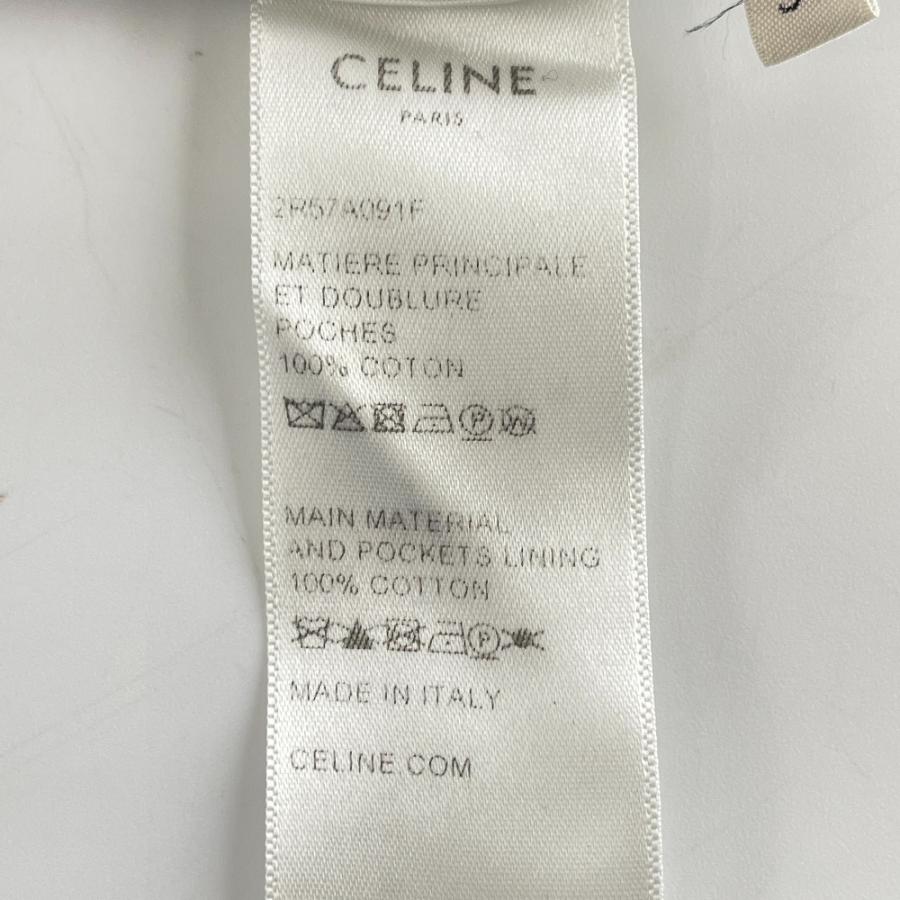 CELINE
PARIS
2R57A091F
MATIERE PRINCIPALE
ET DOUBLURE
POCHES
100% COTON
P W
MAIN MATERIAL
AND POCKETS LINING
100% COTTON
P
MADE IN ITALY
CELINE.COM